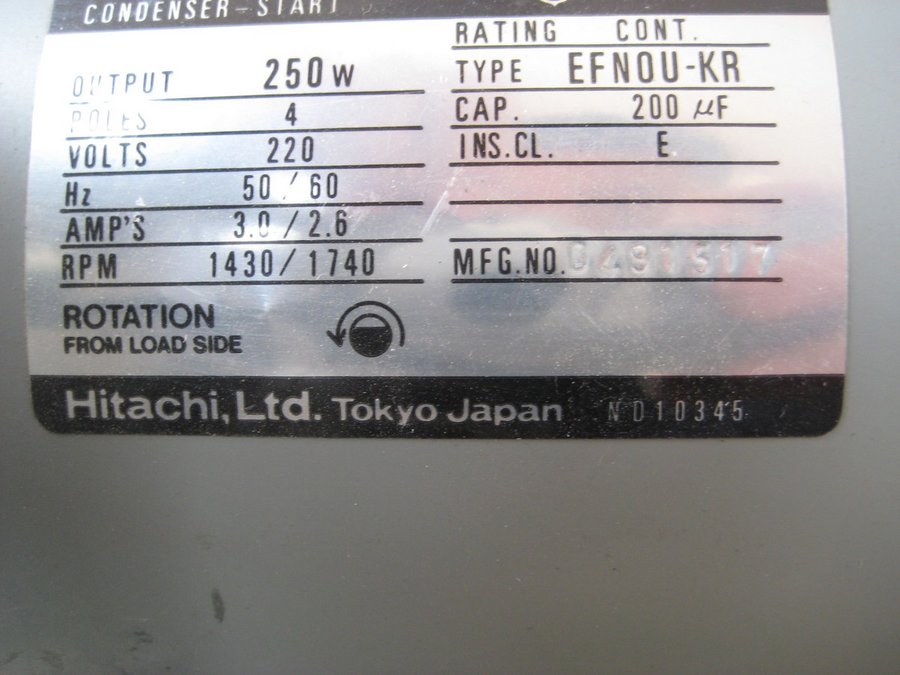 CONDENSER-START
OUTPUT 250W
POLES 4
VOLTS 220
Hz 50/60
AMP'S 3.0/2.6
RPM 1430/1740
ROTATION
FROM LOAD SIDE
RATING CONT.
TYPE EFNOU-KR
CAP. 200 μF
INS.CL. E
MFG.NO.
Hitachi, Ltd. Tokyo Japan ND10345